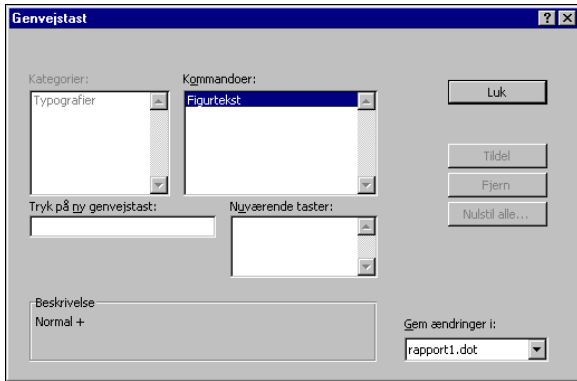 Genvejstast
Kategorier:
Kommandoer:
Typografier
Figurtekst
Luk
Tildel
Fjern
Nulstil alle...
Tryk på ny genvejstast:
Nuværende taster:
Beskrivelse
Normal +
Gem ændringer i:
rapport1.dot